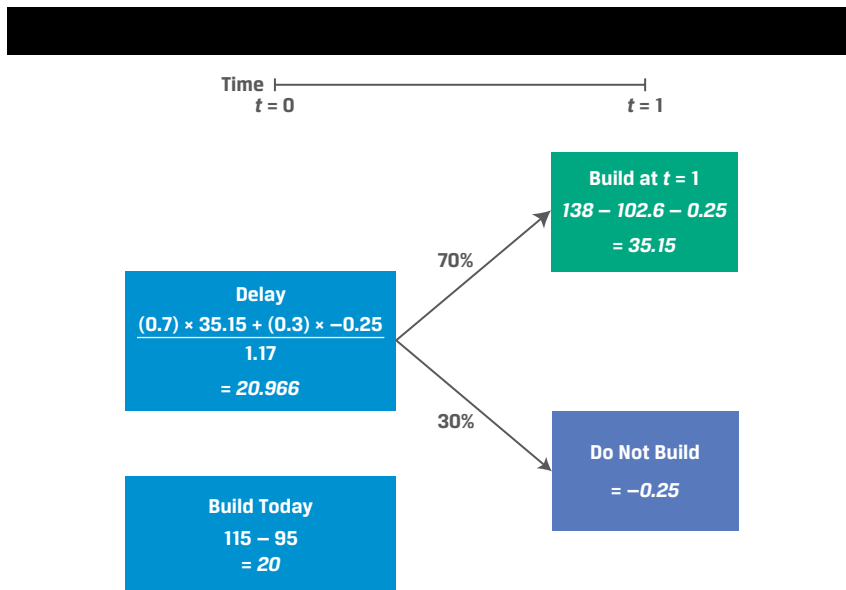 Time
t = 0
t = 1
Build at t = 1
138 – 102.6 – 0.25
= 35.15
70%
Delay
(0.7) × 35.15 + (0.3) × –0.25
1.17
= 20.966
30%
Do Not Build
= –0.25
Build Today
115 – 95
= 20